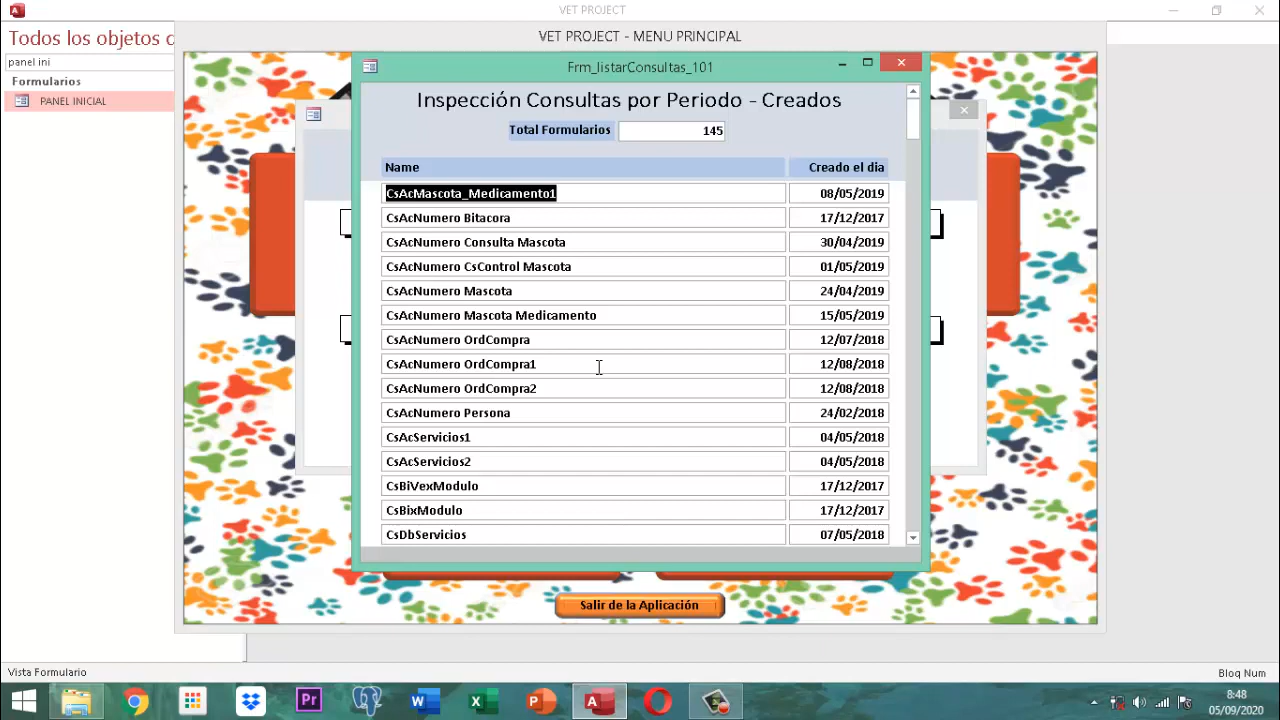 VET PROJECT
Todos los objetos d
panel ini
Formularios
PANEL INICIAL
VET PROJECT - MENU PRINCIPAL
Frm_listarConsultas_101
Inspección Consultas por Periodo - Creados
Total Formularios 145
Name Creado el dia
CsAcMascota_Medicamento1 08/05/2019
CsAcNumero Bitacora 17/12/2017
CsAcNumero Consulta Mascota 30/04/2019
CsAcNumero CsControl Mascota 01/05/2019
CsAcNumero Mascota 24/04/2019
CsAcNumero Mascota Medicamento 15/05/2019
CsAcNumero OrdCompra 12/07/2018
CsAcNumero OrdCompra1 12/08/2018
CsAcNumero OrdCompra2 12/08/2018
CsAcNumero Persona 24/02/2018
CsAcServicios1 04/05/2018
CsAcServicios2 04/05/2018
CsBiVexModulo 17/12/2017
CsBixModulo 17/12/2017
CsDbServicios 07/05/2018
Salir de la Aplicación
Vista Formulario
Bloq Num
8:48
05/09/2020